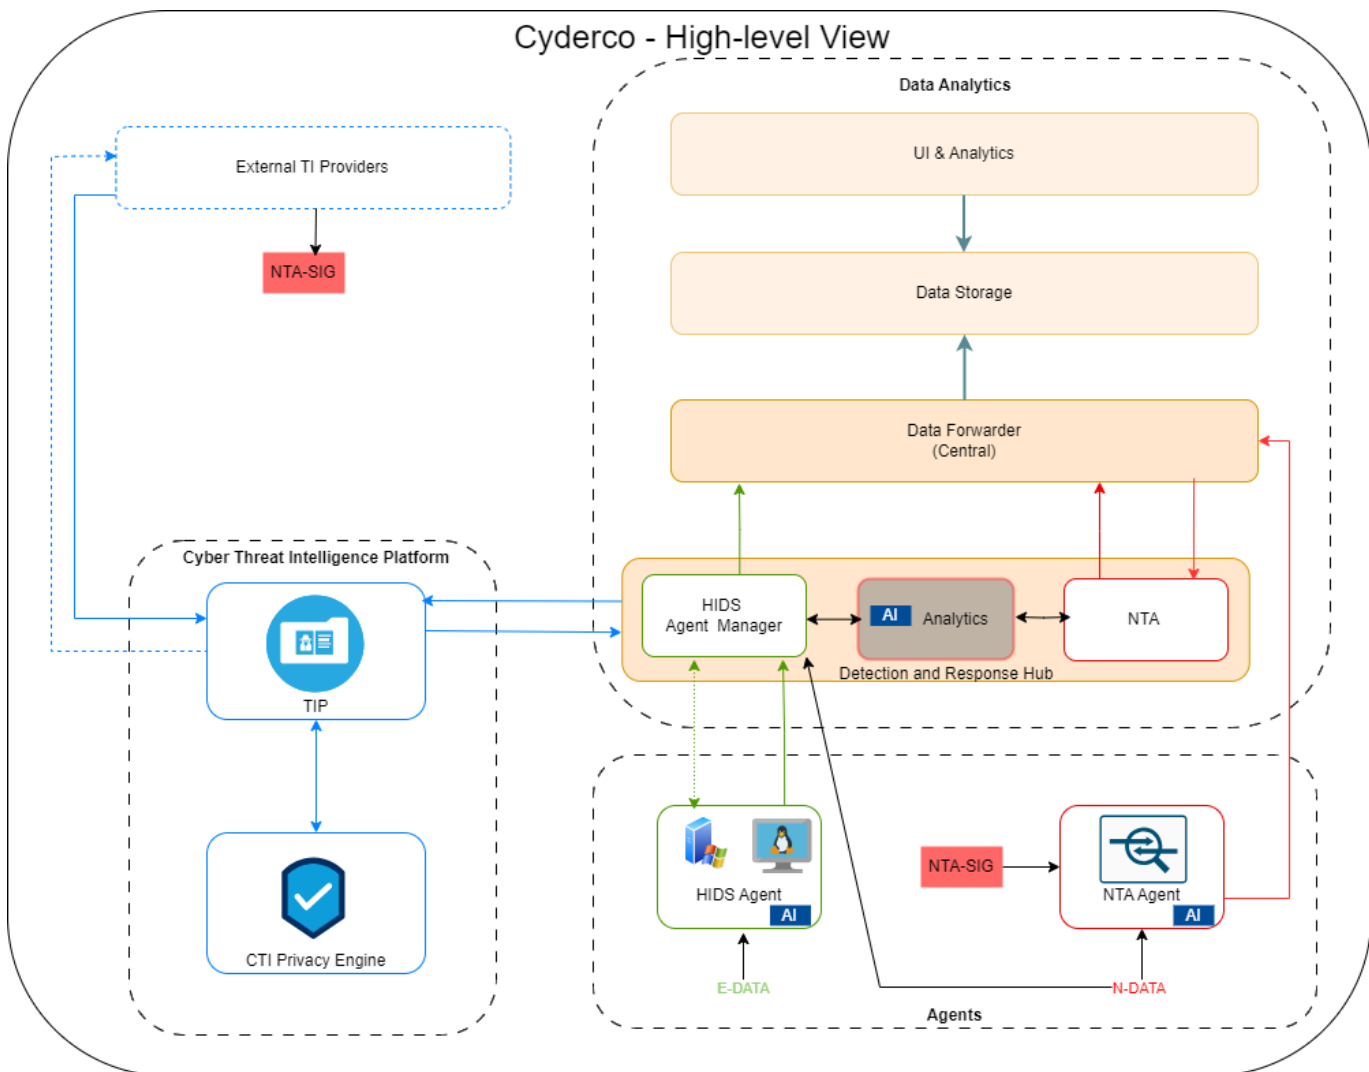 Cyderco - High-level View
Data Analytics
UI & Analytics
External TI Providers
NTA-SIG
Data Storage
Data Forwarder
(Central)
Cyber Threat Intelligence Platform
TIP
HIDS
Agent Manager
AI
Analytics
NTA
Detection and Response Hub
CTI Privacy Engine
HIDS Agent
AI
NTA-SIG
NTA Agent
AI
E-DATA
N-DATA
Agents